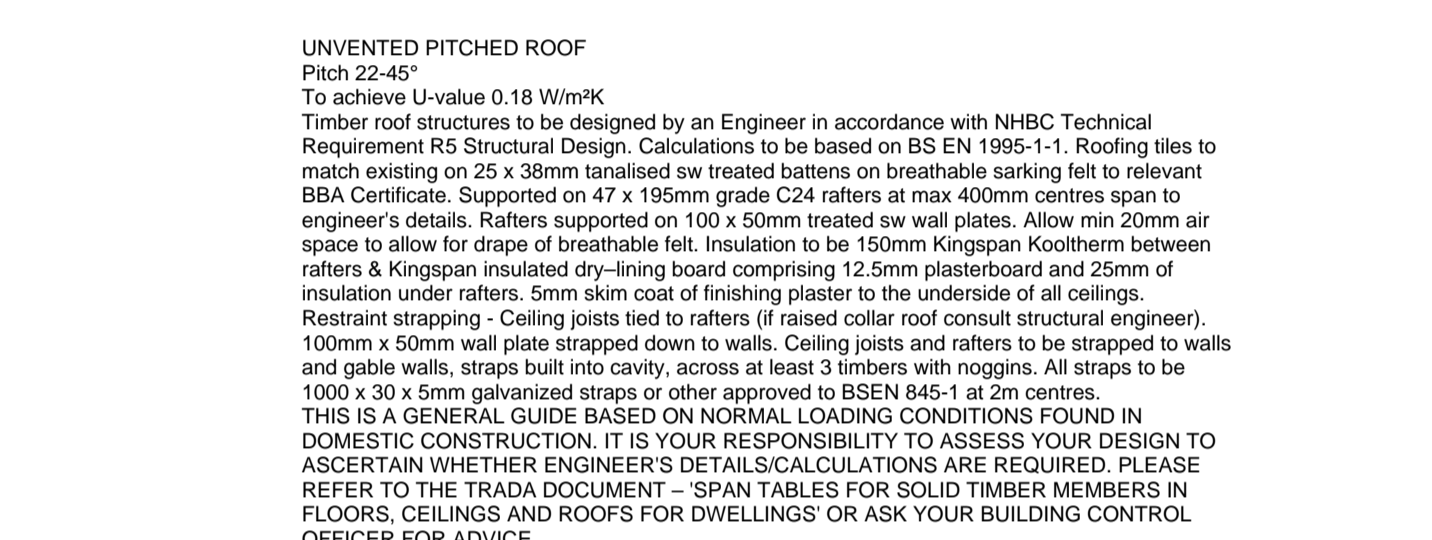 UNVENTED PITCHED ROOF
Pitch 22-45°
To achieve U-value 0.18 W/m²K
Timber roof structures to be designed by an Engineer in accordance with NHBC Technical
Requirement R5 Structural Design. Calculations to be based on BS EN 1995-1-1. Roofing tiles to
match existing on 25 x 38mm tanalised sw treated battens on breathable sarking felt to relevant
BBA Certificate. Supported on 47 x 195mm grade C24 rafters at max 400mm centres span to
engineer's details. Rafters supported on 100 x 50mm treated sw wall plates. Allow min 20mm air
space to allow for drape of breathable felt. Insulation to be 150mm Kingspan Kooltherm between
rafters & Kingspan insulated dry–lining board comprising 12.5mm plasterboard and 25mm of
insulation under rafters. 5mm skim coat of finishing plaster to the underside of all ceilings.
Restraint strapping - Ceiling joists tied to rafters (if raised collar roof consult structural engineer).
100mm x 50mm wall plate strapped down to walls. Ceiling joists and rafters to be strapped to walls
and gable walls, straps built into cavity, across at least 3 timbers with noggins. All straps to be
1000 x 30 x 5mm galvanized straps or other approved to BSEN 845-1 at 2m centres.
THIS IS A GENERAL GUIDE BASED ON NORMAL LOADING CONDITIONS FOUND IN
DOMESTIC CONSTRUCTION. IT IS YOUR RESPONSIBILITY TO ASSESS YOUR DESIGN TO
ASCERTAIN WHETHER ENGINEER'S DETAILS/CALCULATIONS ARE REQUIRED. PLEASE
REFER TO THE TRADA DOCUMENT – 'SPAN TABLES FOR SOLID TIMBER MEMBERS IN
FLOORS, CEILINGS AND ROOFS FOR DWELLINGS' OR ASK YOUR BUILDING CONTROL
OFFICER FOR ADVICE